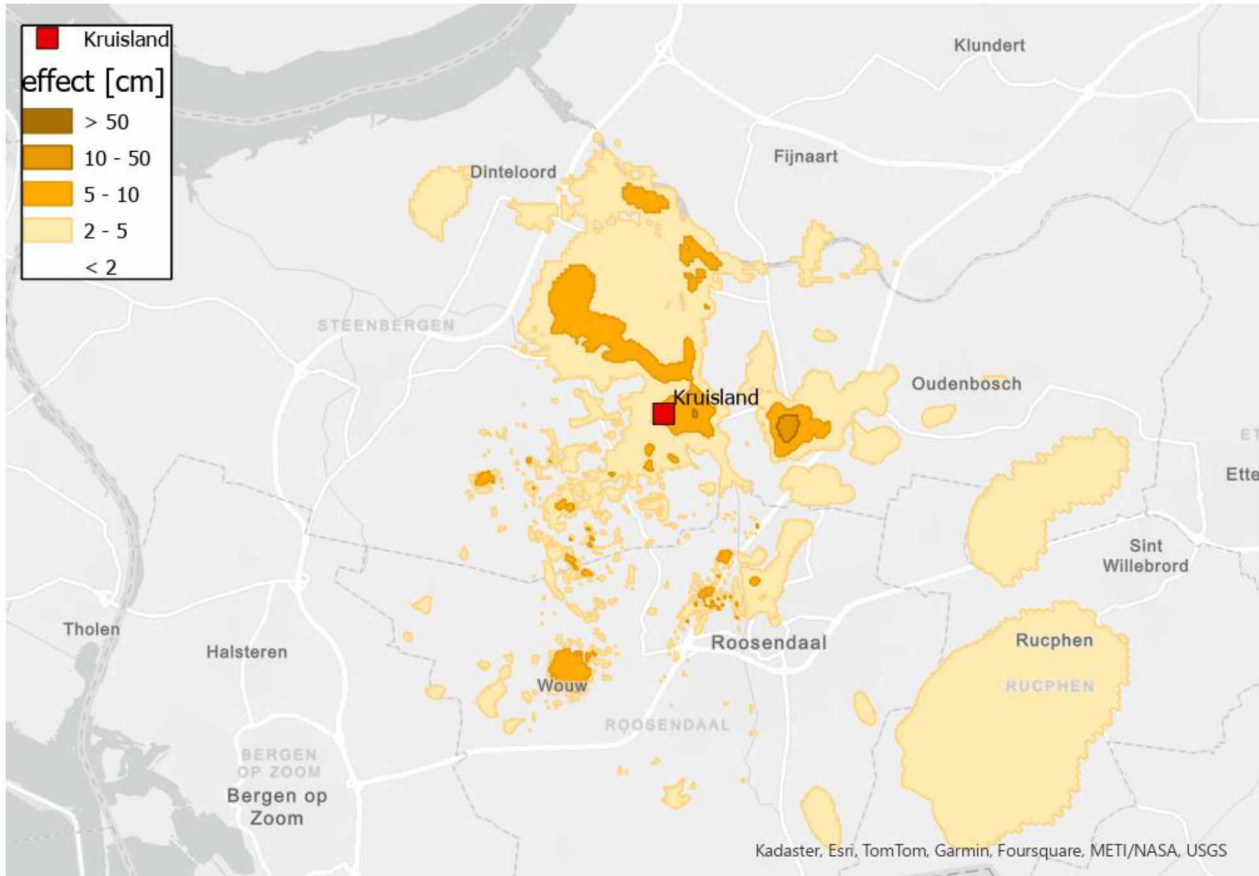 Kruisland
effect [cm]
> 50
10 - 50
5 - 10
2 - 5
< 2
Klundert
Fijnaart
Dinteloord
STEENBERGEN
Kruisland
Oudenbosch
ET
Ette
Sint
Willebrord
Tholen
Halsteren
Roosendaal
Rucphen
RUCPHEN
Wouw
ROOSENDAAL
BERGEN
OP ZOOM
Bergen op
Zoom
Kadaster, Esri, TomTom, Garmin, Foursquare, METI/NASA, USGS